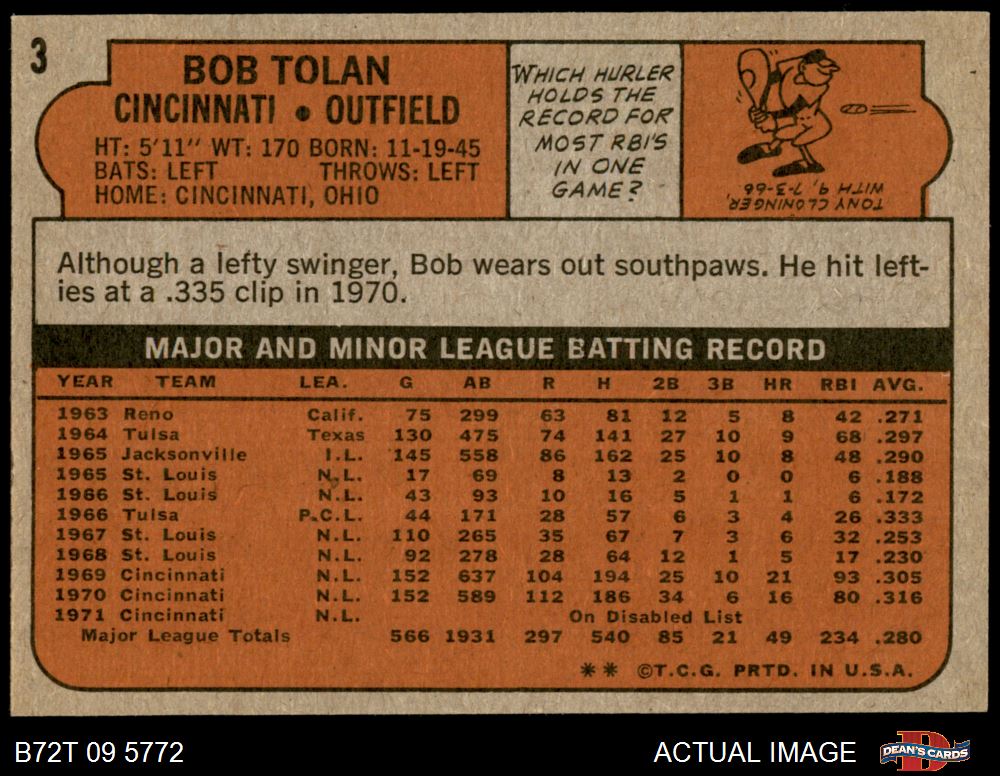 3
BOB TOLAN
CINCINNATI • OUTFIELD
HT: 5'11" WT: 170 BORN: 11-19-45
BATS: LEFT THROWS: LEFT
HOME: CINCINNATI, OHIO
WHICH HURLER
HOLDS THE
RECORD FOR
MOST RBI'S
IN ONE
GAME?
TONY CLONINGER,
WITH 9, 7-3-66
Although a lefty swinger, Bob wears out southpaws. He hit left-
ies at a .335 clip in 1970.
MAJOR AND MINOR LEAGUE BATTING RECORD
YEAR TEAM LEA. G AB R H 2B 3B HR RBI AVG.
1963 Reno Calif. 75 299 63 81 12 5 8 42 .271
1964 Tulsa Texas 130 475 74 141 27 10 9 68 .297
1965 Jacksonville I.L. 145 558 86 162 25 10 8 48 .290
1965 St. Louis N.L. 17 69 8 13 2 0 0 6 .188
1966 St. Louis N.L. 43 93 10 16 5 1 1 6 .172
1966 Tulsa P.C.L. 44 171 28 57 6 3 4 26 .333
1967 St. Louis N.L. 110 265 35 67 7 3 6 32 .253
1968 St. Louis N.L. 92 278 28 64 12 1 5 17 .230
1969 Cincinnati N.L. 152 637 104 194 25 10 21 93 .305
1970 Cincinnati N.L. 152 589 112 186 34 6 16 80 .316
1971 Cincinnati N.L. On Disabled List
Major League Totals 566 1931 297 540 85 21 49 234 .280
** ©T.C.G. PRTD. IN U.S.A.
B72T 09 5772
ACTUAL IMAGE
D
DEAN'S CARDS